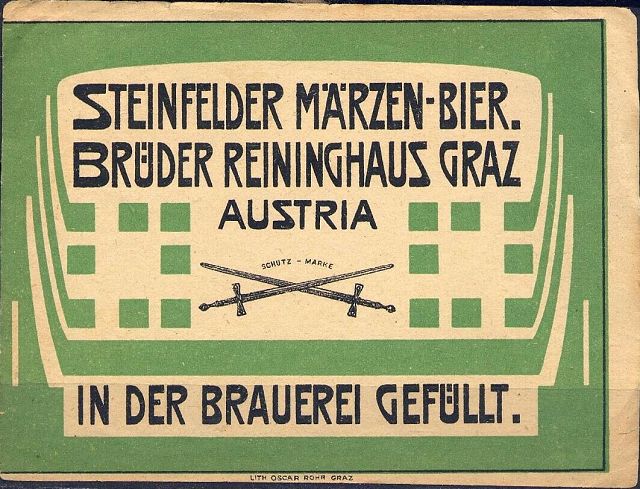 STEINFELDER MÄRZEN-BIER.
BRÜDER REININGHAUS GRAZ
AUSTRIA
SCHUTZ - MARKE
IN DER BRAUEREI GEFÜLLT.
LITH OSCAR ROHR GRAZ